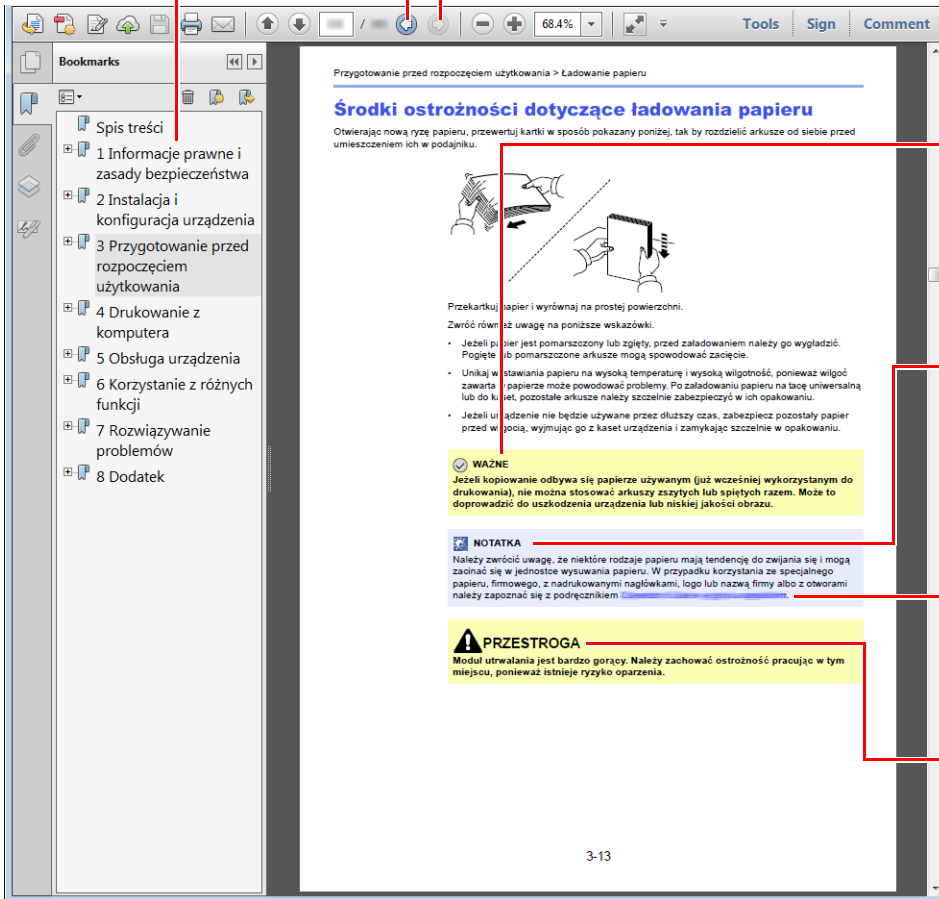 /
68.4%
Tools
Sign
Comment
Bookmarks
Spis treści
1 Informacje prawne i
zasady bezpieczeństwa
2 Instalacja i
konfiguracja urządzenia
3 Przygotowanie przed
rozpoczęciem
użytkowania
4 Drukowanie z
komputera
5 Obsługa urządzenia
6 Korzystanie z różnych
funkcji
7 Rozwiązywanie
problemów
8 Dodatek
Przygotowanie przed rozpoczęciem użytkowania > Ładowanie papieru
Środki ostrożności dotyczące ładowania papieru
Otwierając nową ryzę papieru, przewertuj kartki w sposób pokazany poniżej, tak by rozdzielić arkusze od siebie przed
umieszczeniem ich w podajniku.
Przekartkuj papier i wyrównaj na prostej powierzchni.
Zwróć również uwagę na poniższe wskazówki.
• Jeżeli papier jest pomarszczony lub zgięty, przed załadowaniem należy go wygładzić.
Pogięte lub pomarszczone arkusze mogą spowodować zacięcie.
• Unikaj wystawiania papieru na wysoką temperaturę i wysoką wilgotność, ponieważ wilgoć
zawarta w papierze może powodować problemy. Po załadowaniu papieru na tacę uniwersalną
lub do kaset, pozostałe arkusze należy szczelnie zabezpieczyć w ich opakowaniu.
• Jeżeli urządzenie nie będzie używane przez dłuższy czas, zabezpiecz pozostały papier
przed wilgocią, wyjmując go z kaset urządzenia i zamykając szczelnie w opakowaniu.
WAŻNE
Jeżeli kopiowanie odbywa się papierze używanym (już wcześniej wykorzystanym do
drukowania), nie można stosować arkuszy zszytych lub spiętych razem. Może to
doprowadzić do uszkodzenia urządzenia lub niskiej jakości obrazu.
NOTATKA
Należy zwrócić uwagę, że niektóre rodzaje papieru mają tendencję do zwijania się i mogą
zacinać się w jednostce wysuwania papieru. W przypadku korzystania ze specjalnego
papieru, firmowego, z nadrukowanymi nagłówkami, logo lub nazwą firmy albo z otworami
należy zapoznać się z podręcznikiem
PRZESTROGA
Moduł utrwalania jest bardzo gorący. Należy zachować ostrożność pracując w tym
miejscu, ponieważ istnieje ryzyko oparzenia.
3-13